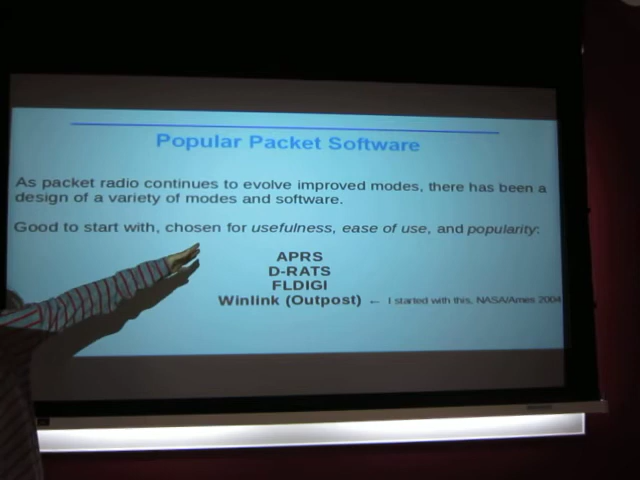 Popular Packet Software
As packet radio continues to evolve improved modes, there has been a
design of a variety of modes and software.
Good to start with, chosen for usefulness, ease of use, and popularity:
APRS
D-RATS
FLDIGI
Winlink (Outpost) ← I started with this, NASA/Ames 2004